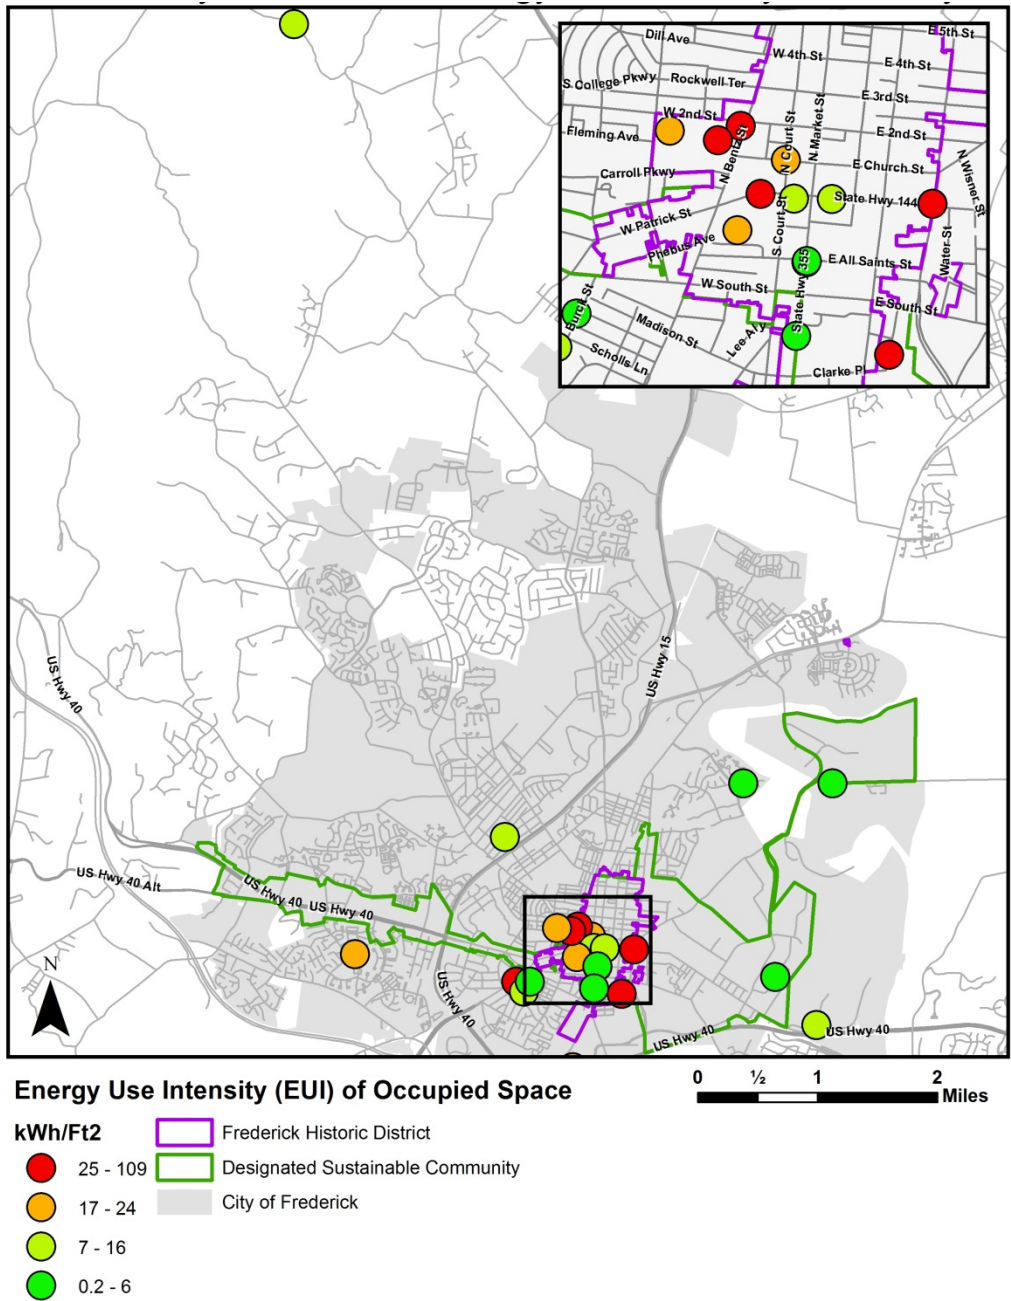 E 5th St
Dill Ave
W 4th St
E 4th St
S College Pkwy
Rockwell Ter
E 3rd St
W 2nd St
N Market St
N Court St
Fleming Ave
E 2nd St
N Bentz St
E Church St
N Wisner St
Carroll Pkwy
State Hwy 144
W Patrick St
S Court St
Phebus Ave
Water St
E All Saints St
State Hwy 355
W South St
E South St
Burck St
Madison St
Lee Aly
Scholls Ln
Clarke Pl
US Hwy 15
US Hwy 40
US Hwy 40 Alt
US Hwy 40
US Hwy 40
US Hwy 40
US Hwy 40
US Hwy 40
N
Energy Use Intensity (EUI) of Occupied Space
0 ½ 1 2
Miles
kWh/Ft2
25 - 109
17 - 24
7 - 16
0.2 - 6
Frederick Historic District
Designated Sustainable Community
City of Frederick